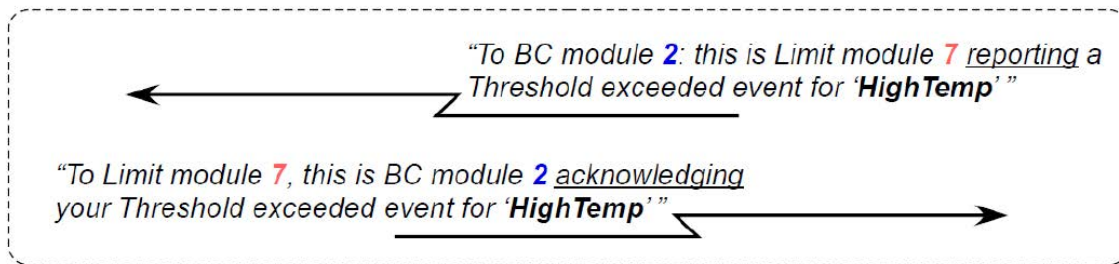 “To BC module 2: this is Limit module 7 reporting a
Threshold exceeded event for ‘HighTemp’ ”
“To Limit module 7, this is BC module 2 acknowledging
your Threshold exceeded event for ‘HighTemp’ ”